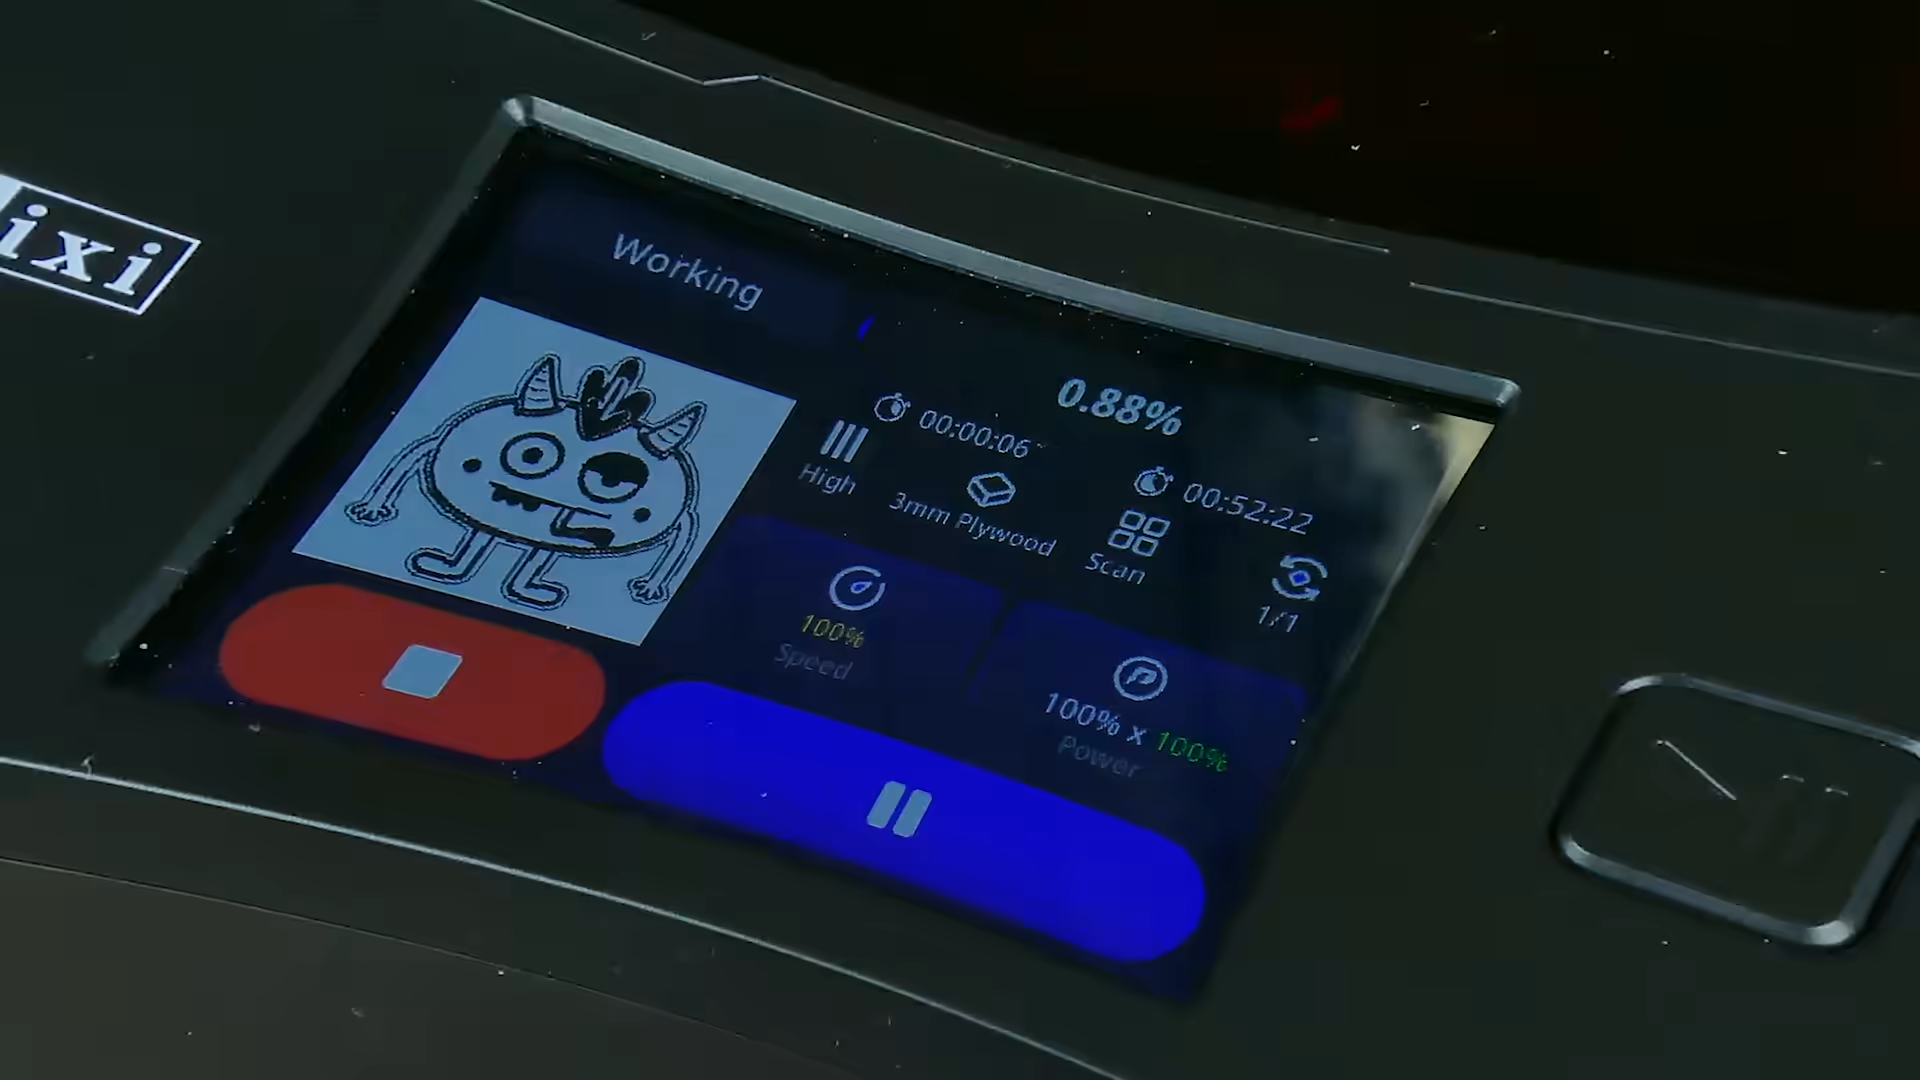 ixi
Working
0.88%
00:00:06
00:52:22
High
3mm Plywood
Scan
1/1
100%
Speed
100% x 100%
Power